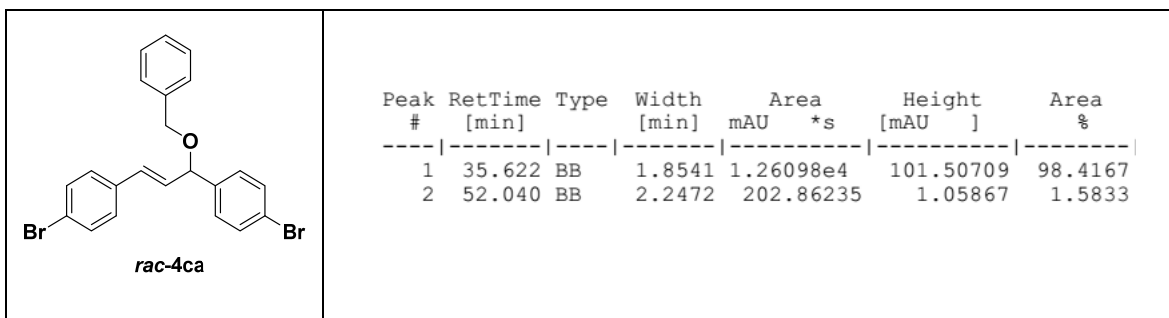 O
Br
Br
rac-4ca
Peak RetTime Type Width Area Height Area
# [min] [min] mAU *s [mAU ] %
----|-------|----|-------|----------|----------|--------|
1 35.622 BB 1.8541 1.26098e4 101.50709 98.4167
2 52.040 BB 2.2472 202.86235 1.05867 1.5833